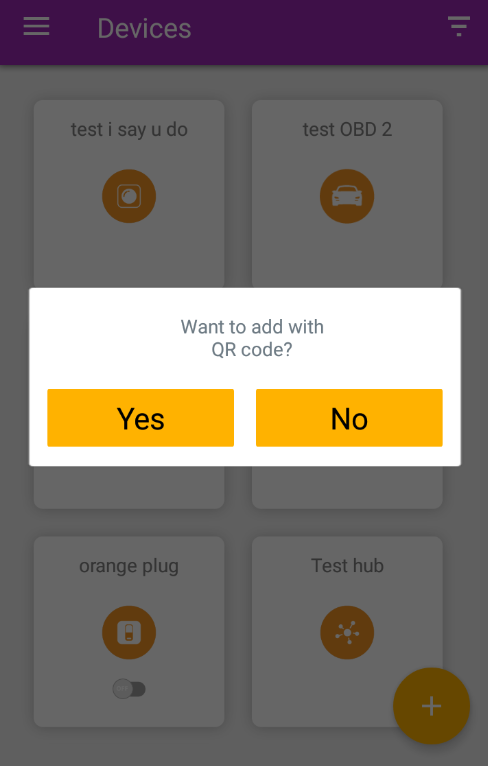 Devices
test i say u do
test OBD 2
Want to add with
QR code?
Yes
No
orange plug
Test hub